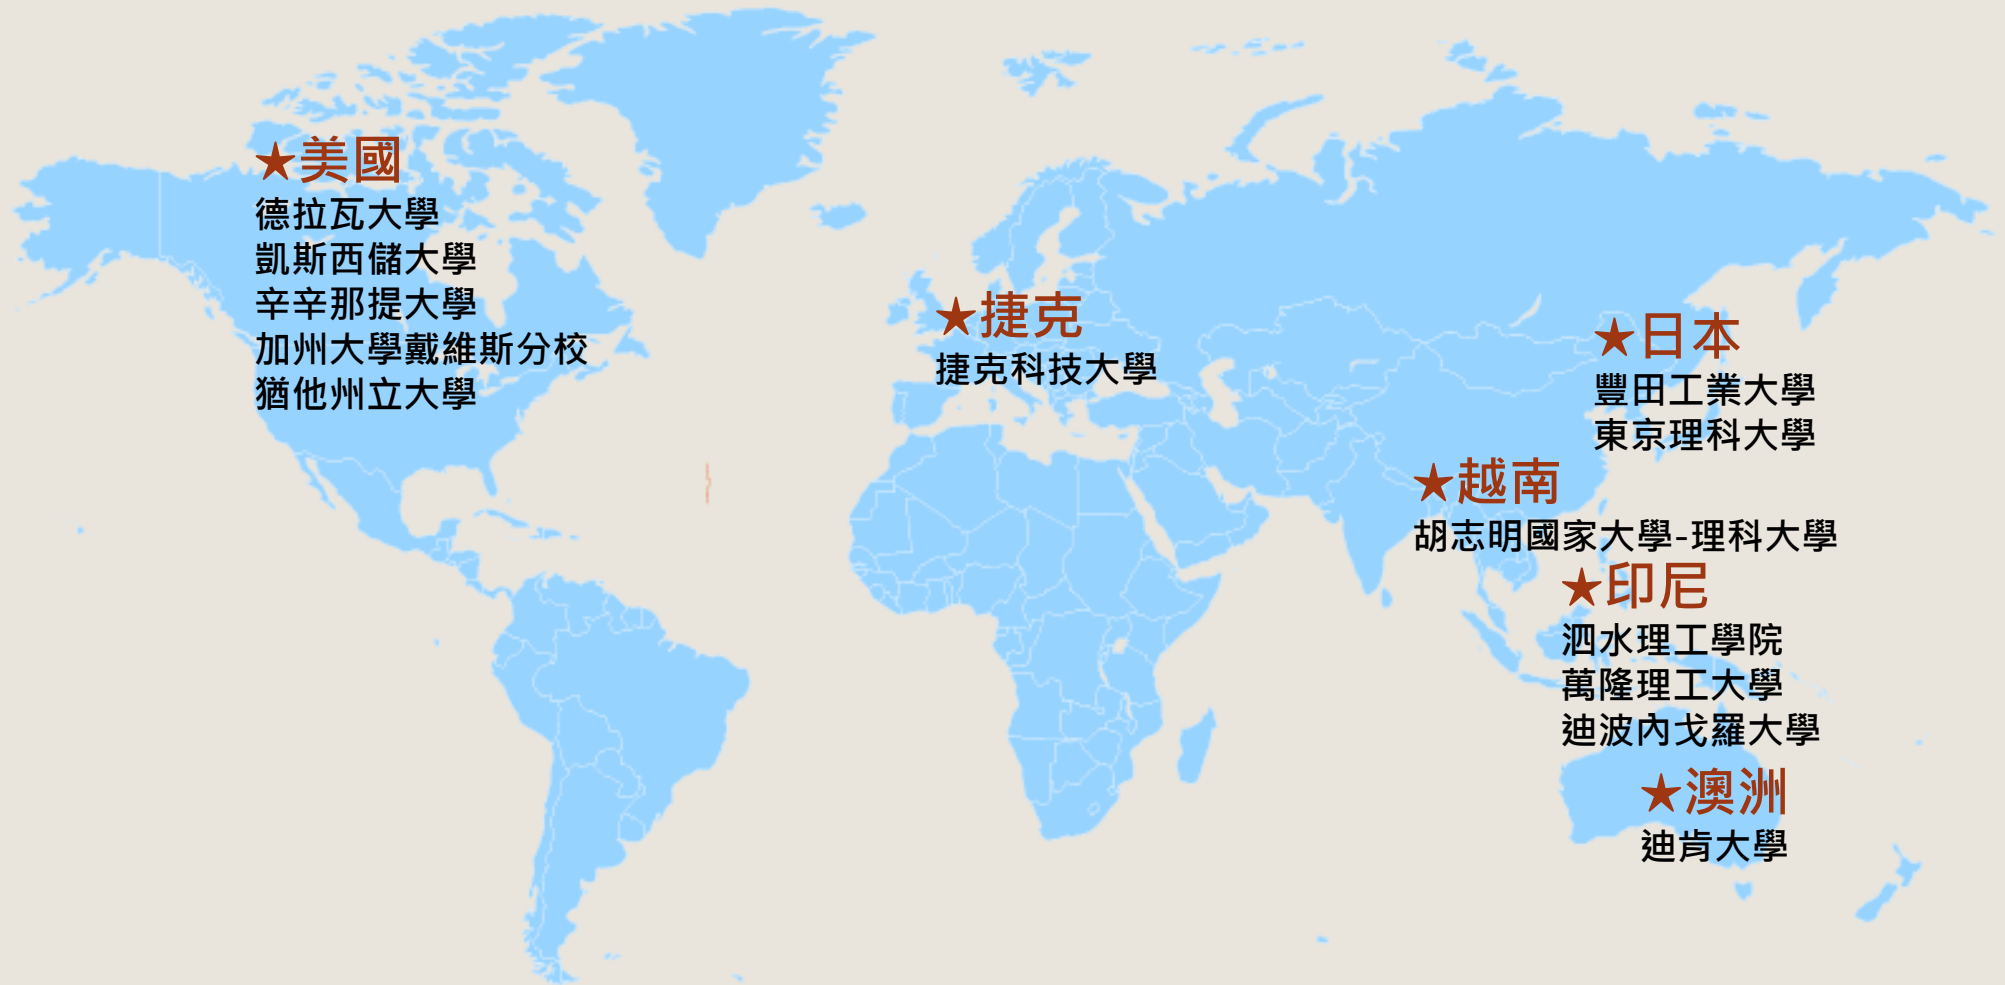 ★美國
德拉瓦大學
凱斯西儲大學
辛辛那提大學
加州大學戴維斯分校
猶他州立大學
★捷克
捷克科技大學
★日本
豐田工業大學
東京理科大學
★越南
胡志明國家大學-理科大學
★印尼
泗水理工學院
萬隆理工大學
迪波內戈羅大學
★澳洲
迪肯大學